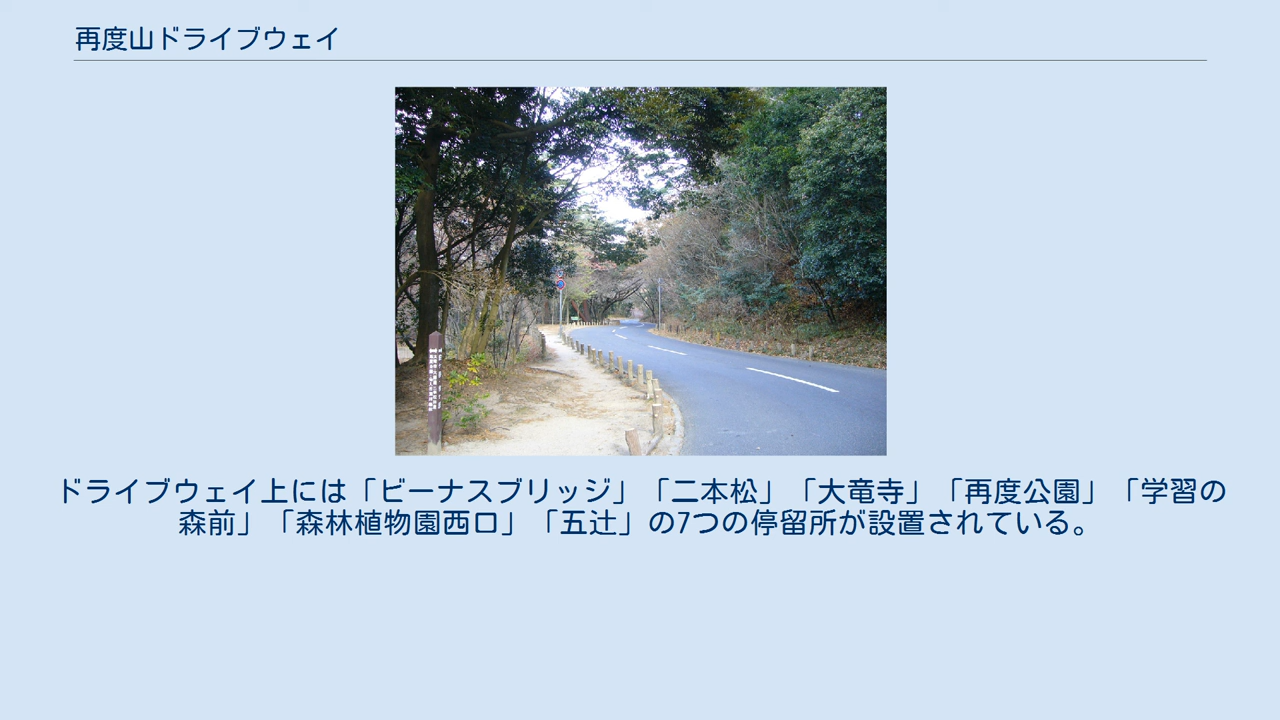 再度山ドライブウェイ
ドライブウェイ上には「ビーナスブリッジ」「二本松」「大竜寺」「再度公園」「学習の
森前」「森林植物園西口」「五辻」の7つの停留所が設置されている。